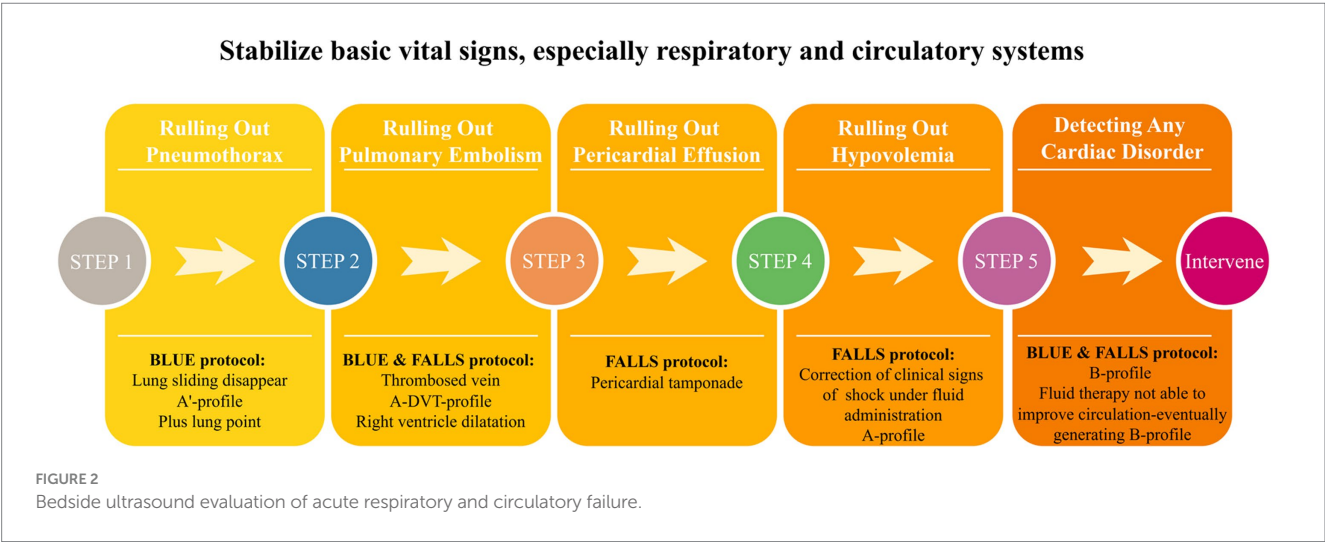 Stabilize basic vital signs, especially respiratory and circulatory systems
Rulling Out
Pneumothorax
Rulling Out
Pulmonary Embolism
Rulling Out
Pericardial Effusion
Rulling Out
Hypovolemia
Detecting Any
Cardiac Disorder
STEP 1
STEP 2
STEP 3
STEP 4
STEP 5
Intervene
BLUE protocol:
Lung sliding disappear
A'-profile
Plus lung point
BLUE & FALLS protocol:
Thrombosed vein
A-DVT-profile
Right ventricle dilatation
FALLS protocol:
Pericardial tamponade
FALLS protocol:
Correction of clinical signs
of shock under fluid
administration
A-profile
BLUE & FALLS protocol:
B-profile
Fluid therapy not able to
improve circulation-eventually
generating B-profile
FIGURE 2
Bedside ultrasound evaluation of acute respiratory and circulatory failure.